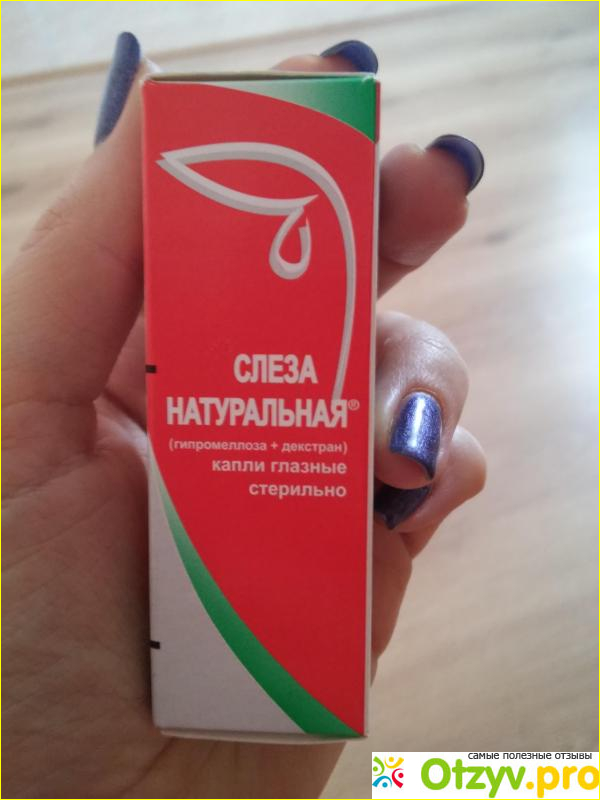 СЛЕЗА
НАТУРАЛЬНАЯ®
(гипромеллоза + декстран)
капли глазные
стерильно
самые полезные отзывы
Otzyv.pro